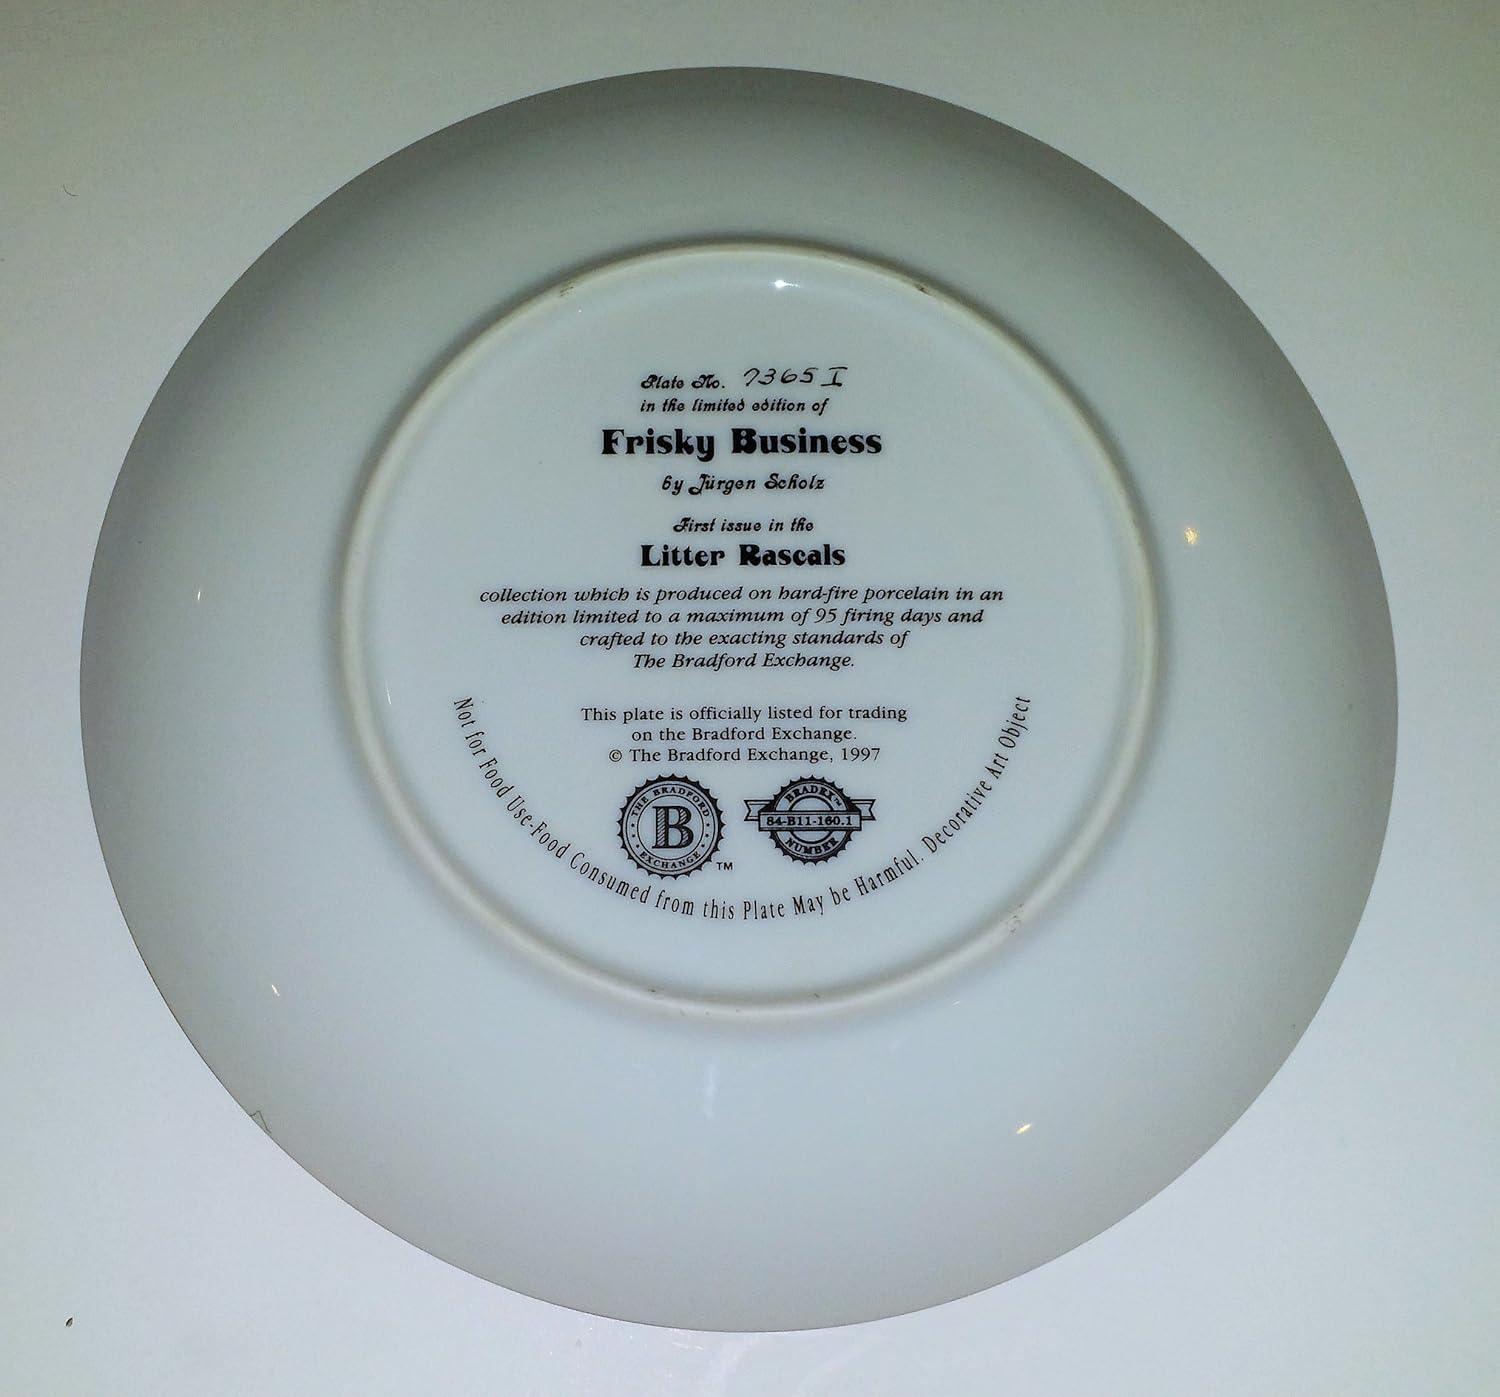 Plate No. 7365 I
in the limited edition of
Frisky Business
by Jürgen Scholz
First issue in the
Litter Rascals
collection which is produced on hard-fire porcelain in an
edition limited to a maximum of 95 firing days and
crafted to the exacting standards of
The Bradford Exchange.
This plate is officially listed for trading
on the Bradford Exchange.
© The Bradford Exchange, 1997
THE BRADFORD
B
EXCHANGE
TM
BRADEX™
84-B11-160.1
NUMBER
Not for Food Use-Food Consumed from this Plate May be Harmful. Decorative Art Object